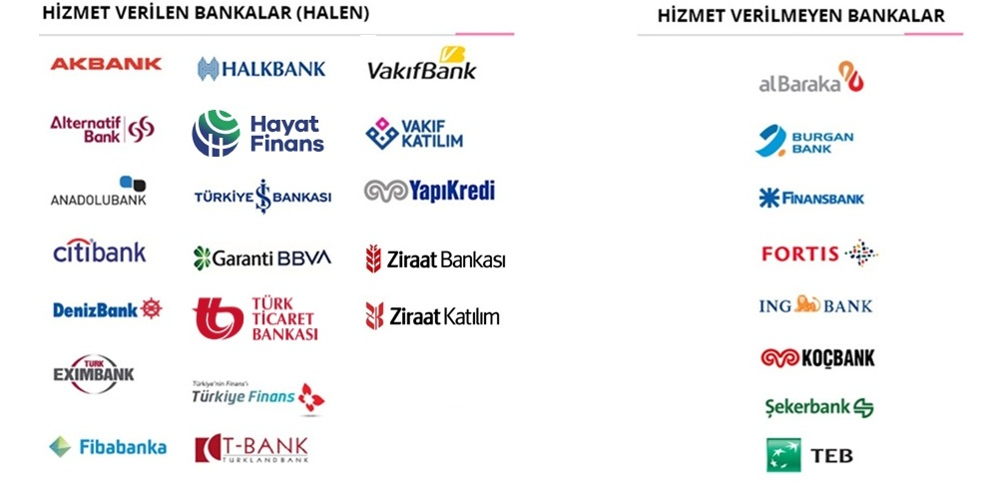 HİZMET VERİLEN BANKALAR (HALEN)
AKBANK
HALKBANK
VakıfBank
Alternatif
Bank
Hayat
Finans
VAKIF
KATILIM
ANADOLUBANK
TÜRKİYE İŞ BANKASI
YapıKredi
citibank
Garanti BBVA
Ziraat Bankası
DenizBank
TÜRK
TİCARET
BANKASI
Ziraat Katılım
TURK
EXIMBANK
Türkiye'nin Finans'ı
Türkiye Finans
Fibabanka
T-BANK
TURKLANDBANK
HİZMET VERİLMEYEN BANKALAR
alBaraka
BURGAN
BANK
FINANSBANK
FORTIS
ING BANK
KOÇBANK
Şekerbank
TEB